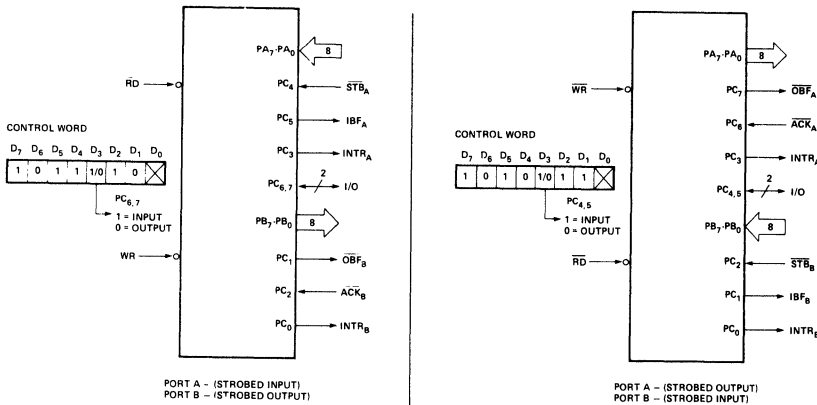 PA7-PA0
8
RD
PC4
STBA
PC5
IBFA
CONTROL WORD
PC3
INTRA
D7 D6 D5 D4 D3 D2 D1 D0
1 0 1 1 1/0 1 0
PC6,7
2
I/O
PC6,7
1 = INPUT
0 = OUTPUT
PB7-PB0
8
WR
PC1
OBFB
PC2
ACKB
PC0
INTRB
PORT A – (STROBED INPUT)
PORT B – (STROBED OUTPUT)
PA7-PA0
8
WR
PC7
OBFA
PC6
ACKA
CONTROL WORD
PC3
INTRA
D7 D6 D5 D4 D3 D2 D1 D0
1 0 1 0 1/0 1 1
PC4,5
2
I/O
PC4,5
1 = INPUT
0 = OUTPUT
PB7-PB0
8
RD
PC2
STBB
PC1
IBFB
PC0
INTRB
PORT A – (STROBED OUTPUT)
PORT B – (STROBED INPUT)